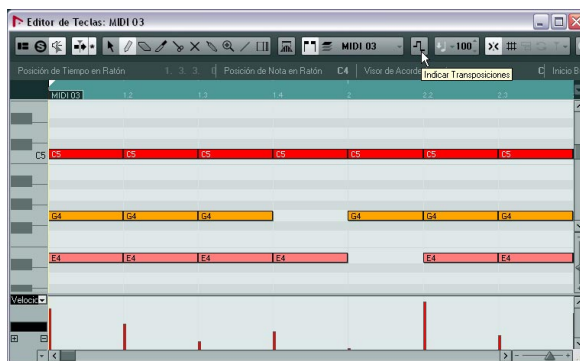 Editor de Teclas: MIDI 03
MIDI 03
-100
Posición de Tiempo en Ratón 1. 3. 3. Posición de Nota en Ratón C4 Visor de Acorde C Inicio B
Indicar Transposiciones
MIDI 03 1.2 1.3 1.4 2 2.2 2.3
C5 C5 C5 C5 C5 C5 C5 C5
G4 G4 G4 G4 G4 G4
E4 E4 E4 E4 E4 E4
Velocic